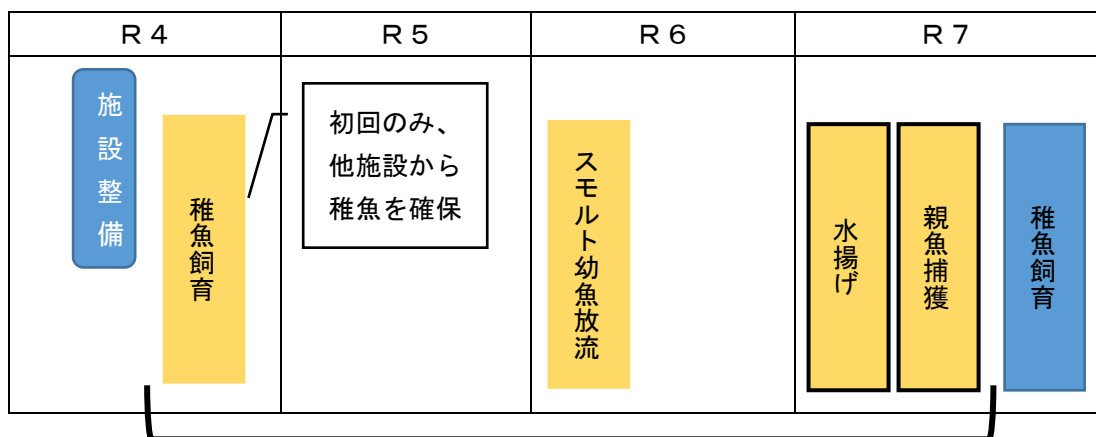 R4
R5
R6
R7
施設整備
稚魚飼育
初回のみ、
他施設から
稚魚を確保
スモルト幼魚放流
水揚げ
親魚捕獲
稚魚飼育